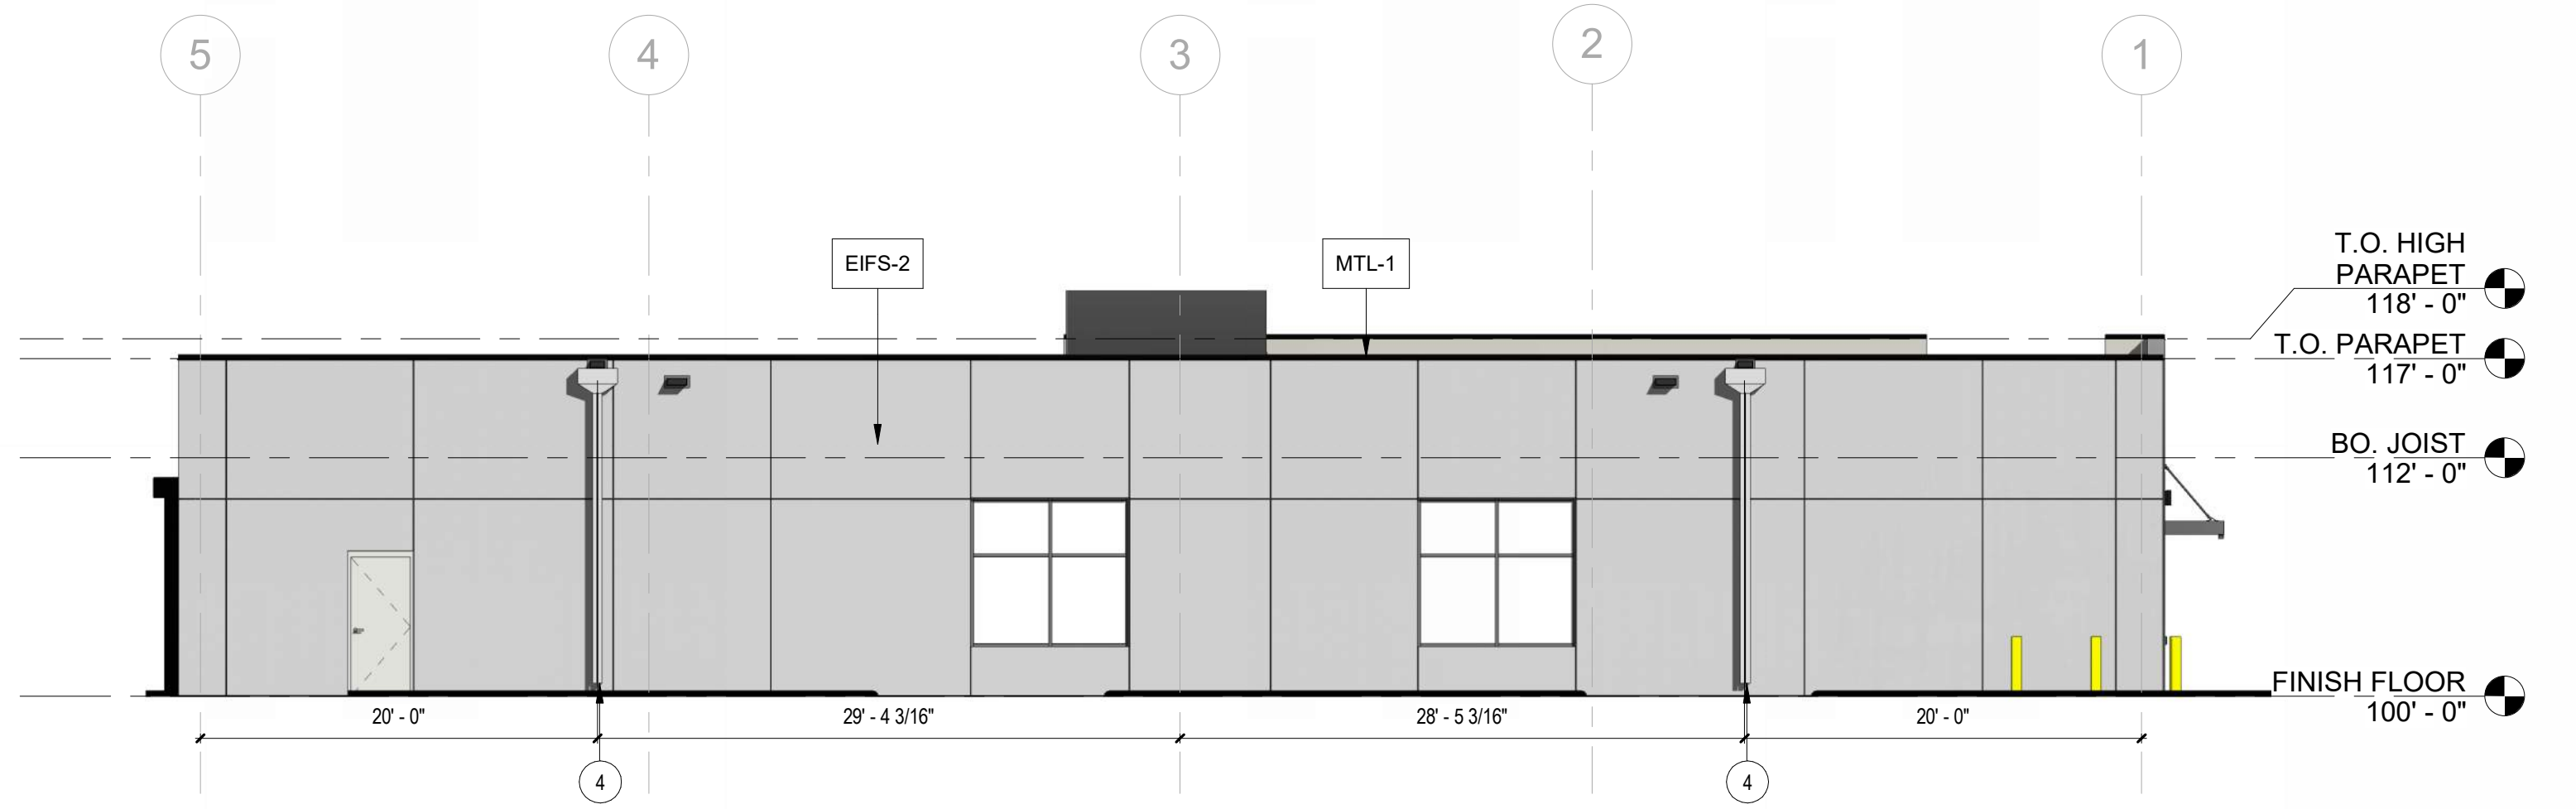 5
4
3
2
1
EIFS-2
MTL-1
T.O. HIGH
PARAPET
118' - 0"
T.O. PARAPET
117' - 0"
BO. JOIST
112' - 0"
FINISH FLOOR
100' - 0"
20' - 0"
29' - 4 3/16"
28' - 5 3/16"
20' - 0"
4
4